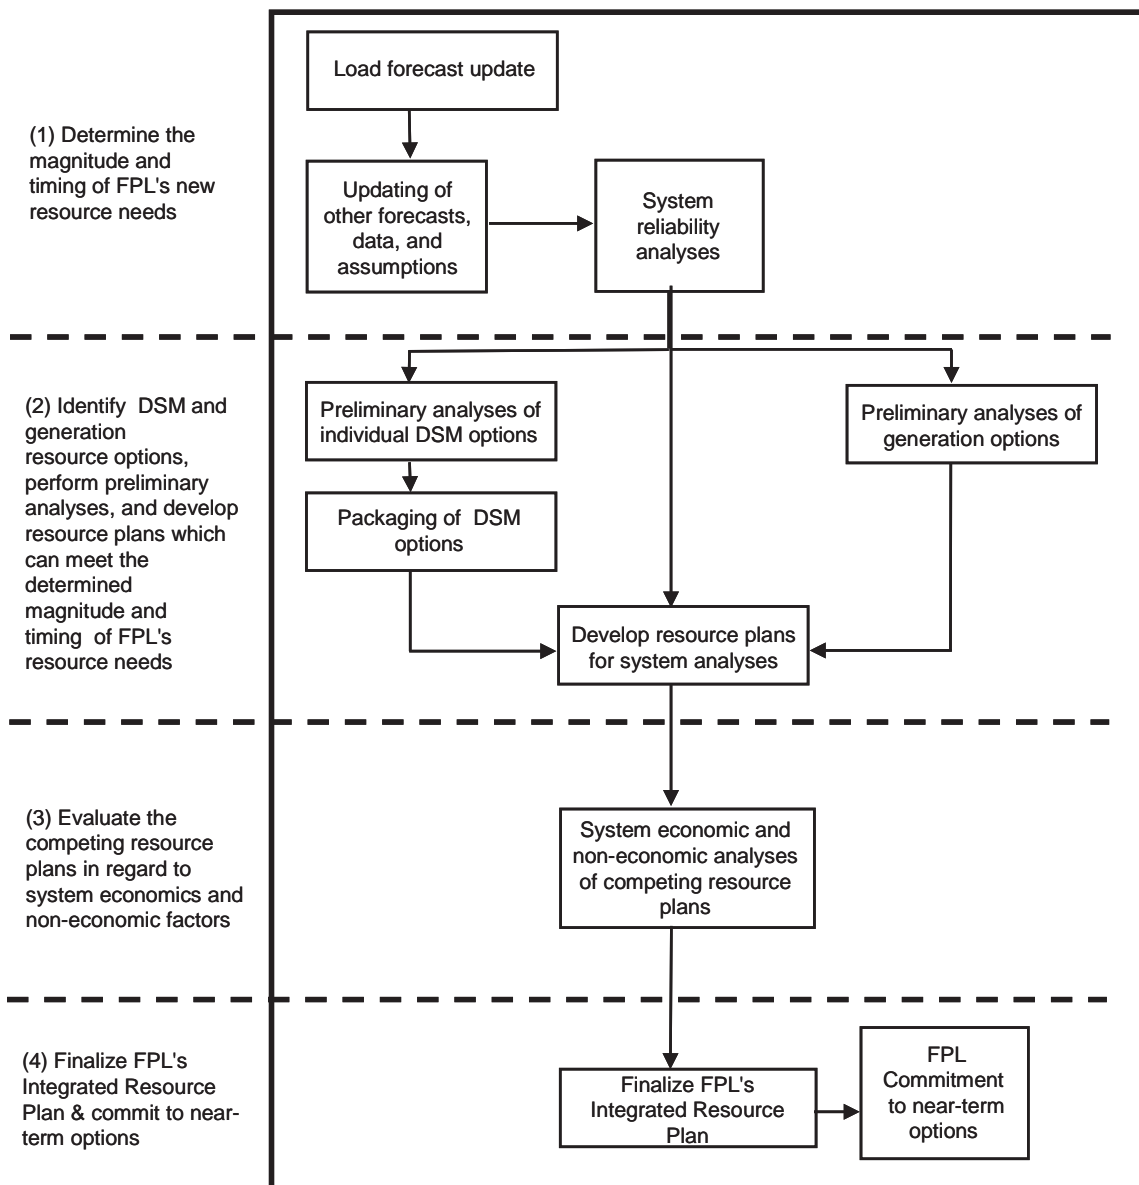 Load forecast update
(1) Determine the
magnitude and
timing of FPL's new
resource needs
Updating of
other forecasts,
data, and
assumptions
System
reliability
analyses
(2) Identify DSM and
generation
resource options,
perform preliminary
analyses, and develop
resource plans which
can meet the
determined
magnitude and
timing of FPL's
resource needs
Preliminary analyses of
individual DSM options
Preliminary analyses of
generation options
Packaging of DSM
options
Develop resource plans
for system analyses
(3) Evaluate the
competing resource
plans in regard to
system economics and
non-economic factors
System economic and
non-economic analyses
of competing resource
plans
(4) Finalize FPL's
Integrated Resource
Plan & commit to near-
term options
Finalize FPL's
Integrated Resource
Plan
FPL
Commitment
to near-term
options